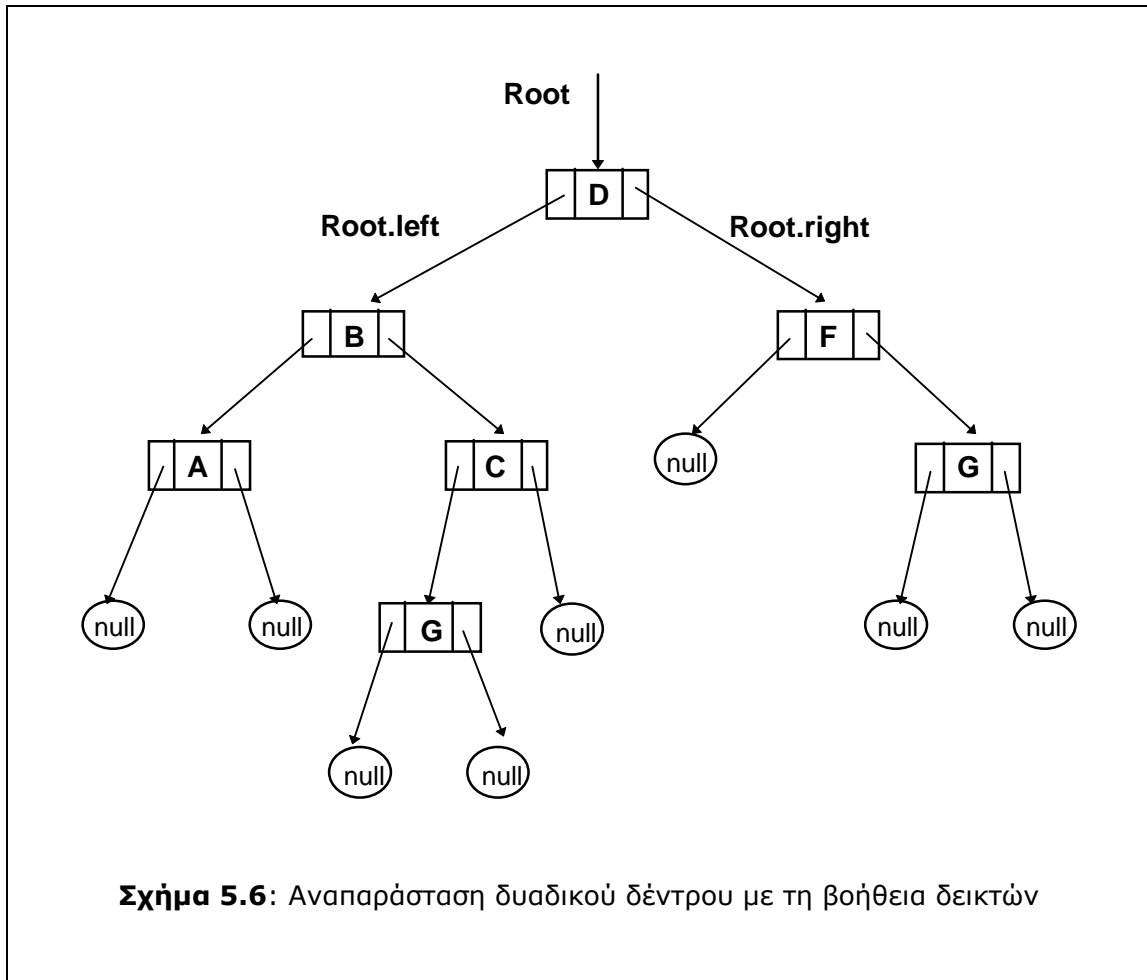 Root
D
Root.left
Root.right
B
F
A
C
null
G
null
null
G
null
null
null
null
null
Σχήμα 5.6: Αναπαράσταση δυαδικού δέντρου με τη βοήθεια δεικτών